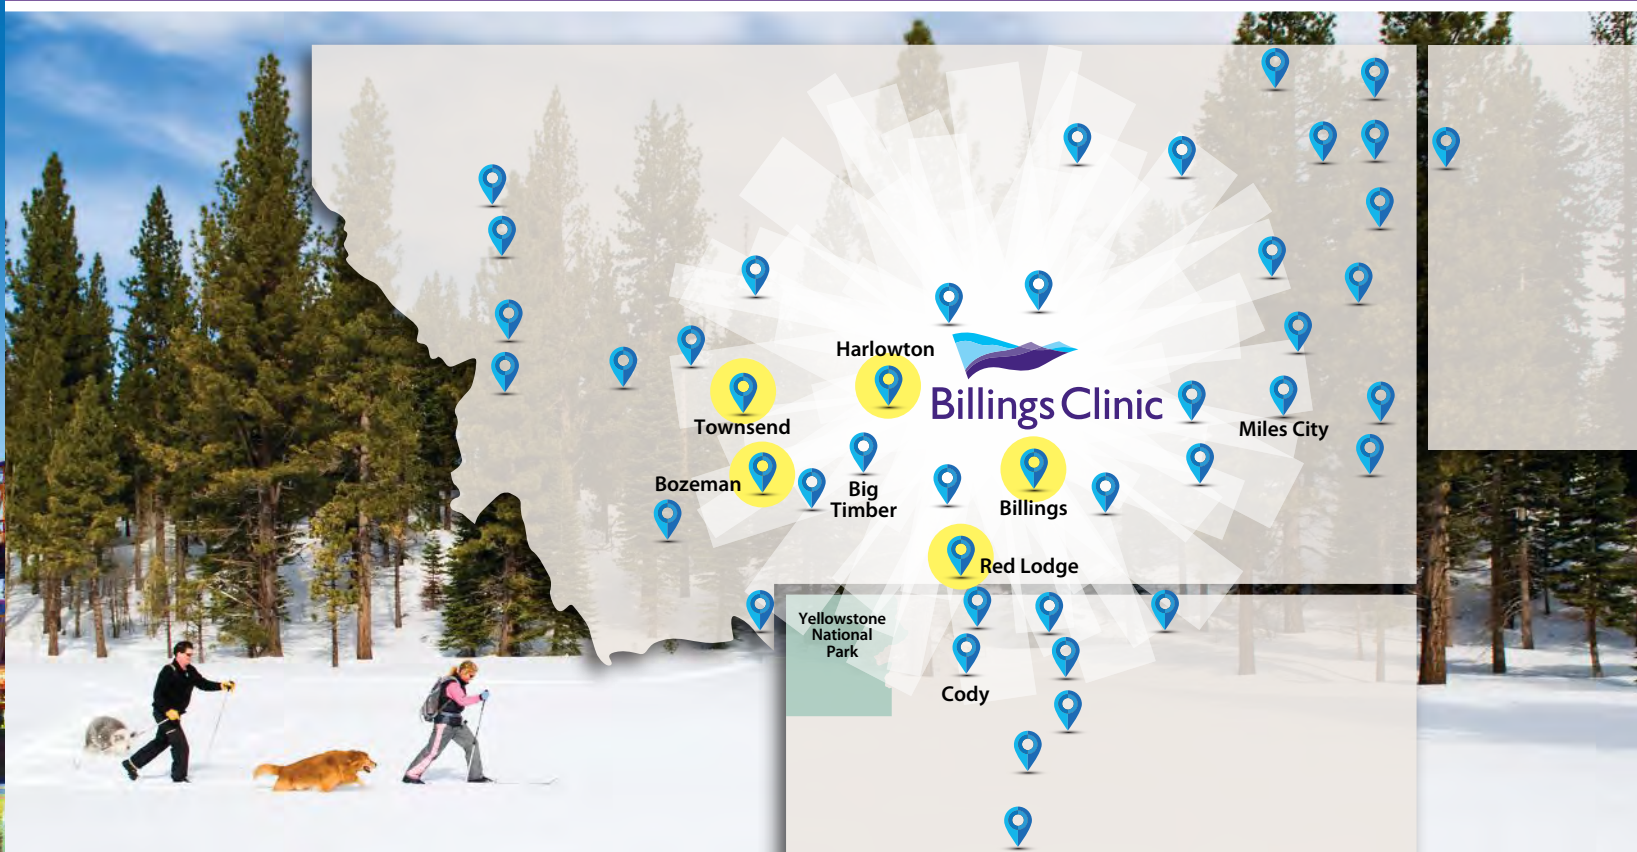 Harlowton
Billings Clinic
Townsend
Miles City
Bozeman
Big
Timber
Billings
Red Lodge
Yellowstone
National
Park
Cody